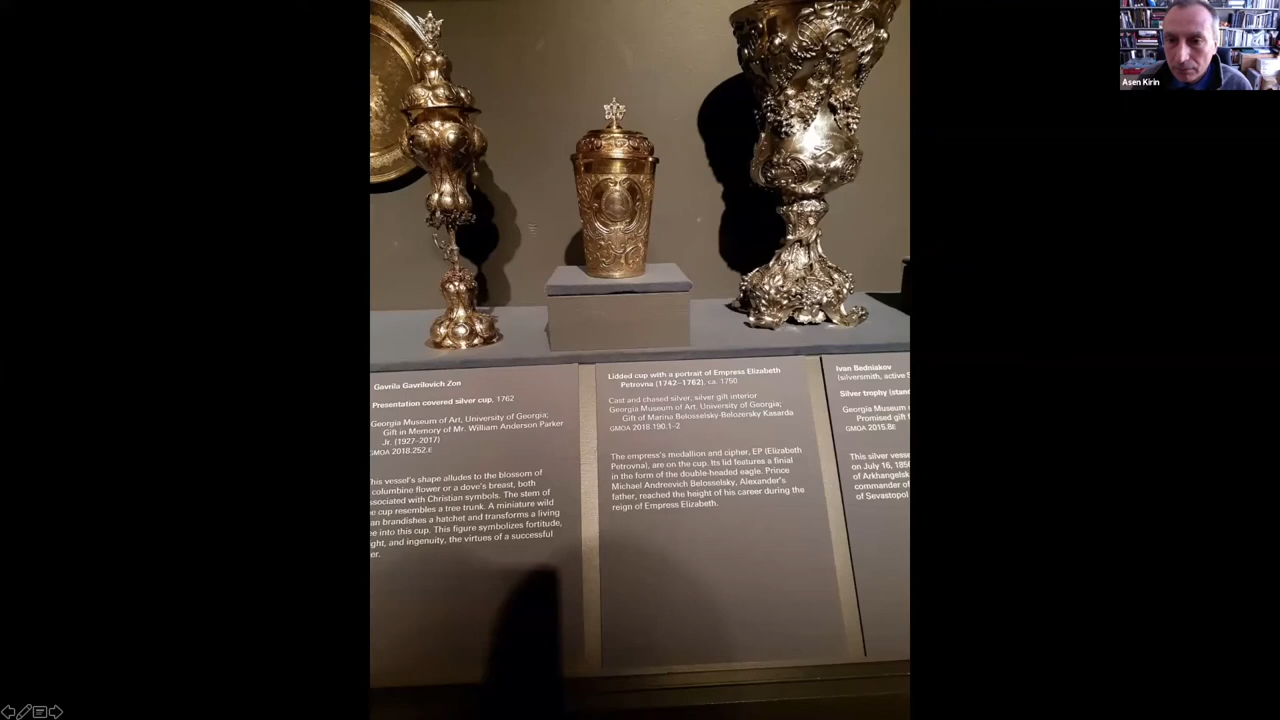 Asen Kirin
Gavrila Gavrilovich Zon
Presentation covered silver cup, 1762
Georgia Museum of Art, University of Georgia;
Gift in Memory of Mr. William Anderson Parker
Jr. (1927–2017)
GMOA 2018.252.E
his vessel's shape alludes to the blossom of
columbine flower or a dove's breast, both
ssociated with Christian symbols. The stem of
e cup resembles a tree trunk. A miniature wild
an brandishes a hatchet and transforms a living
ee into this cup. This figure symbolizes fortitude,
ght, and ingenuity, the virtues of a successful
er.
Lidded cup with a portrait of Empress Elizabeth
Petrovna (1742–1762), ca. 1750
Cast and chased silver, silver gift interior
Georgia Museum of Art, University of Georgia;
Gift of Marina Belosselsky-Belozersky Kasarda
GMOA 2018.190.1–2
The empress's medallion and cipher, EP (Elizabeth
Petrovna), are on the cup. Its lid features a finial
in the form of the double-headed eagle. Prince
Michael Andreevich Belosselsky, Alexander's
father, reached the height of his career during the
reign of Empress Elizabeth.
Ivan Bedniakov
(silversmith, active
Silver trophy (stan
Georgia Museum
Promised gift
GMOA 2015.8E
This silver vesse
on July 16, 185
of Arkhangelsk
commander of
of Sevastopol